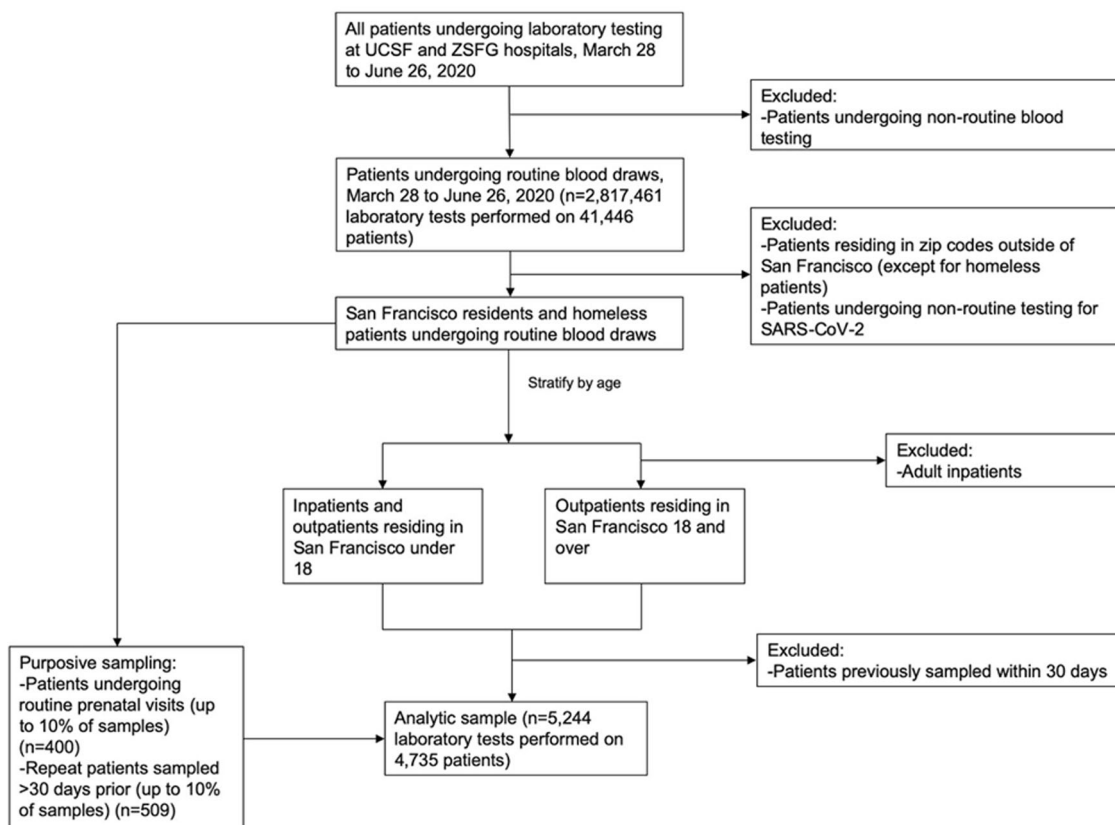 All patients undergoing laboratory testing
at UCSF and ZSFG hospitals, March 28
to June 26, 2020
Excluded:
-Patients undergoing non-routine blood
testing
Patients undergoing routine blood draws,
March 28 to June 26, 2020 (n=2,817,461
laboratory tests performed on 41,446
patients)
Excluded:
-Patients residing in zip codes outside of
San Francisco (except for homeless
patients)
-Patients undergoing non-routine testing for
SARS-CoV-2
San Francisco residents and homeless
patients undergoing routine blood draws
Stratify by age
Excluded:
-Adult inpatients
Inpatients and
outpatients residing in
San Francisco under
18
Outpatients residing in
San Francisco 18 and
over
Excluded:
-Patients previously sampled within 30 days
Purposive sampling:
-Patients undergoing
routine prenatal visits (up
to 10% of samples)
(n=400)
-Repeat patients sampled
>30 days prior (up to 10%
of samples) (n=509)
Analytic sample (n=5,244
laboratory tests performed on
4,735 patients)